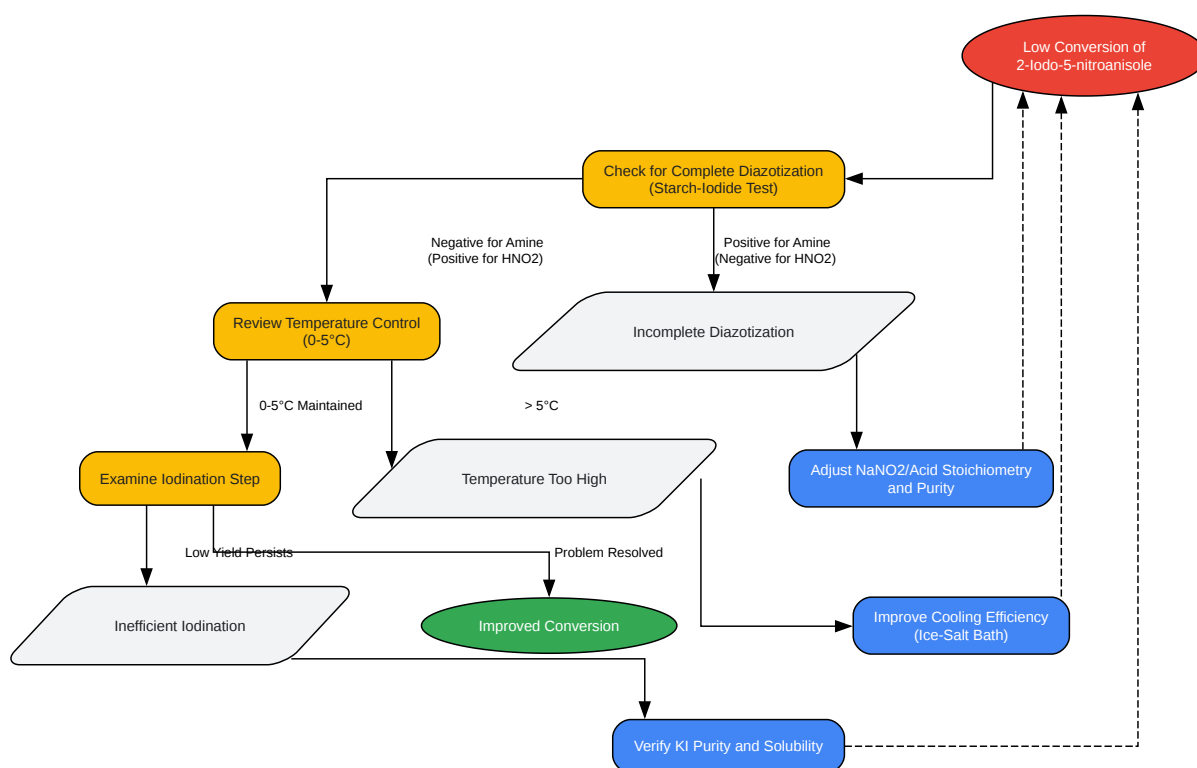 Low Conversion of
2-Iodo-5-nitroanisole
Check for Complete Diazotization
(Starch-Iodide Test)
Negative for Amine
(Positive for HNO2)
Positive for Amine
(Negative for HNO2)
Review Temperature Control
(0-5°C)
Incomplete Diazotization
0-5°C Maintained
> 5°C
Examine Iodination Step
Temperature Too High
Adjust NaNO2/Acid Stoichiometry
and Purity
Low Yield Persists
Problem Resolved
Inefficient Iodination
Improved Conversion
Improve Cooling Efficiency
(Ice-Salt Bath)
Verify KI Purity and Solubility